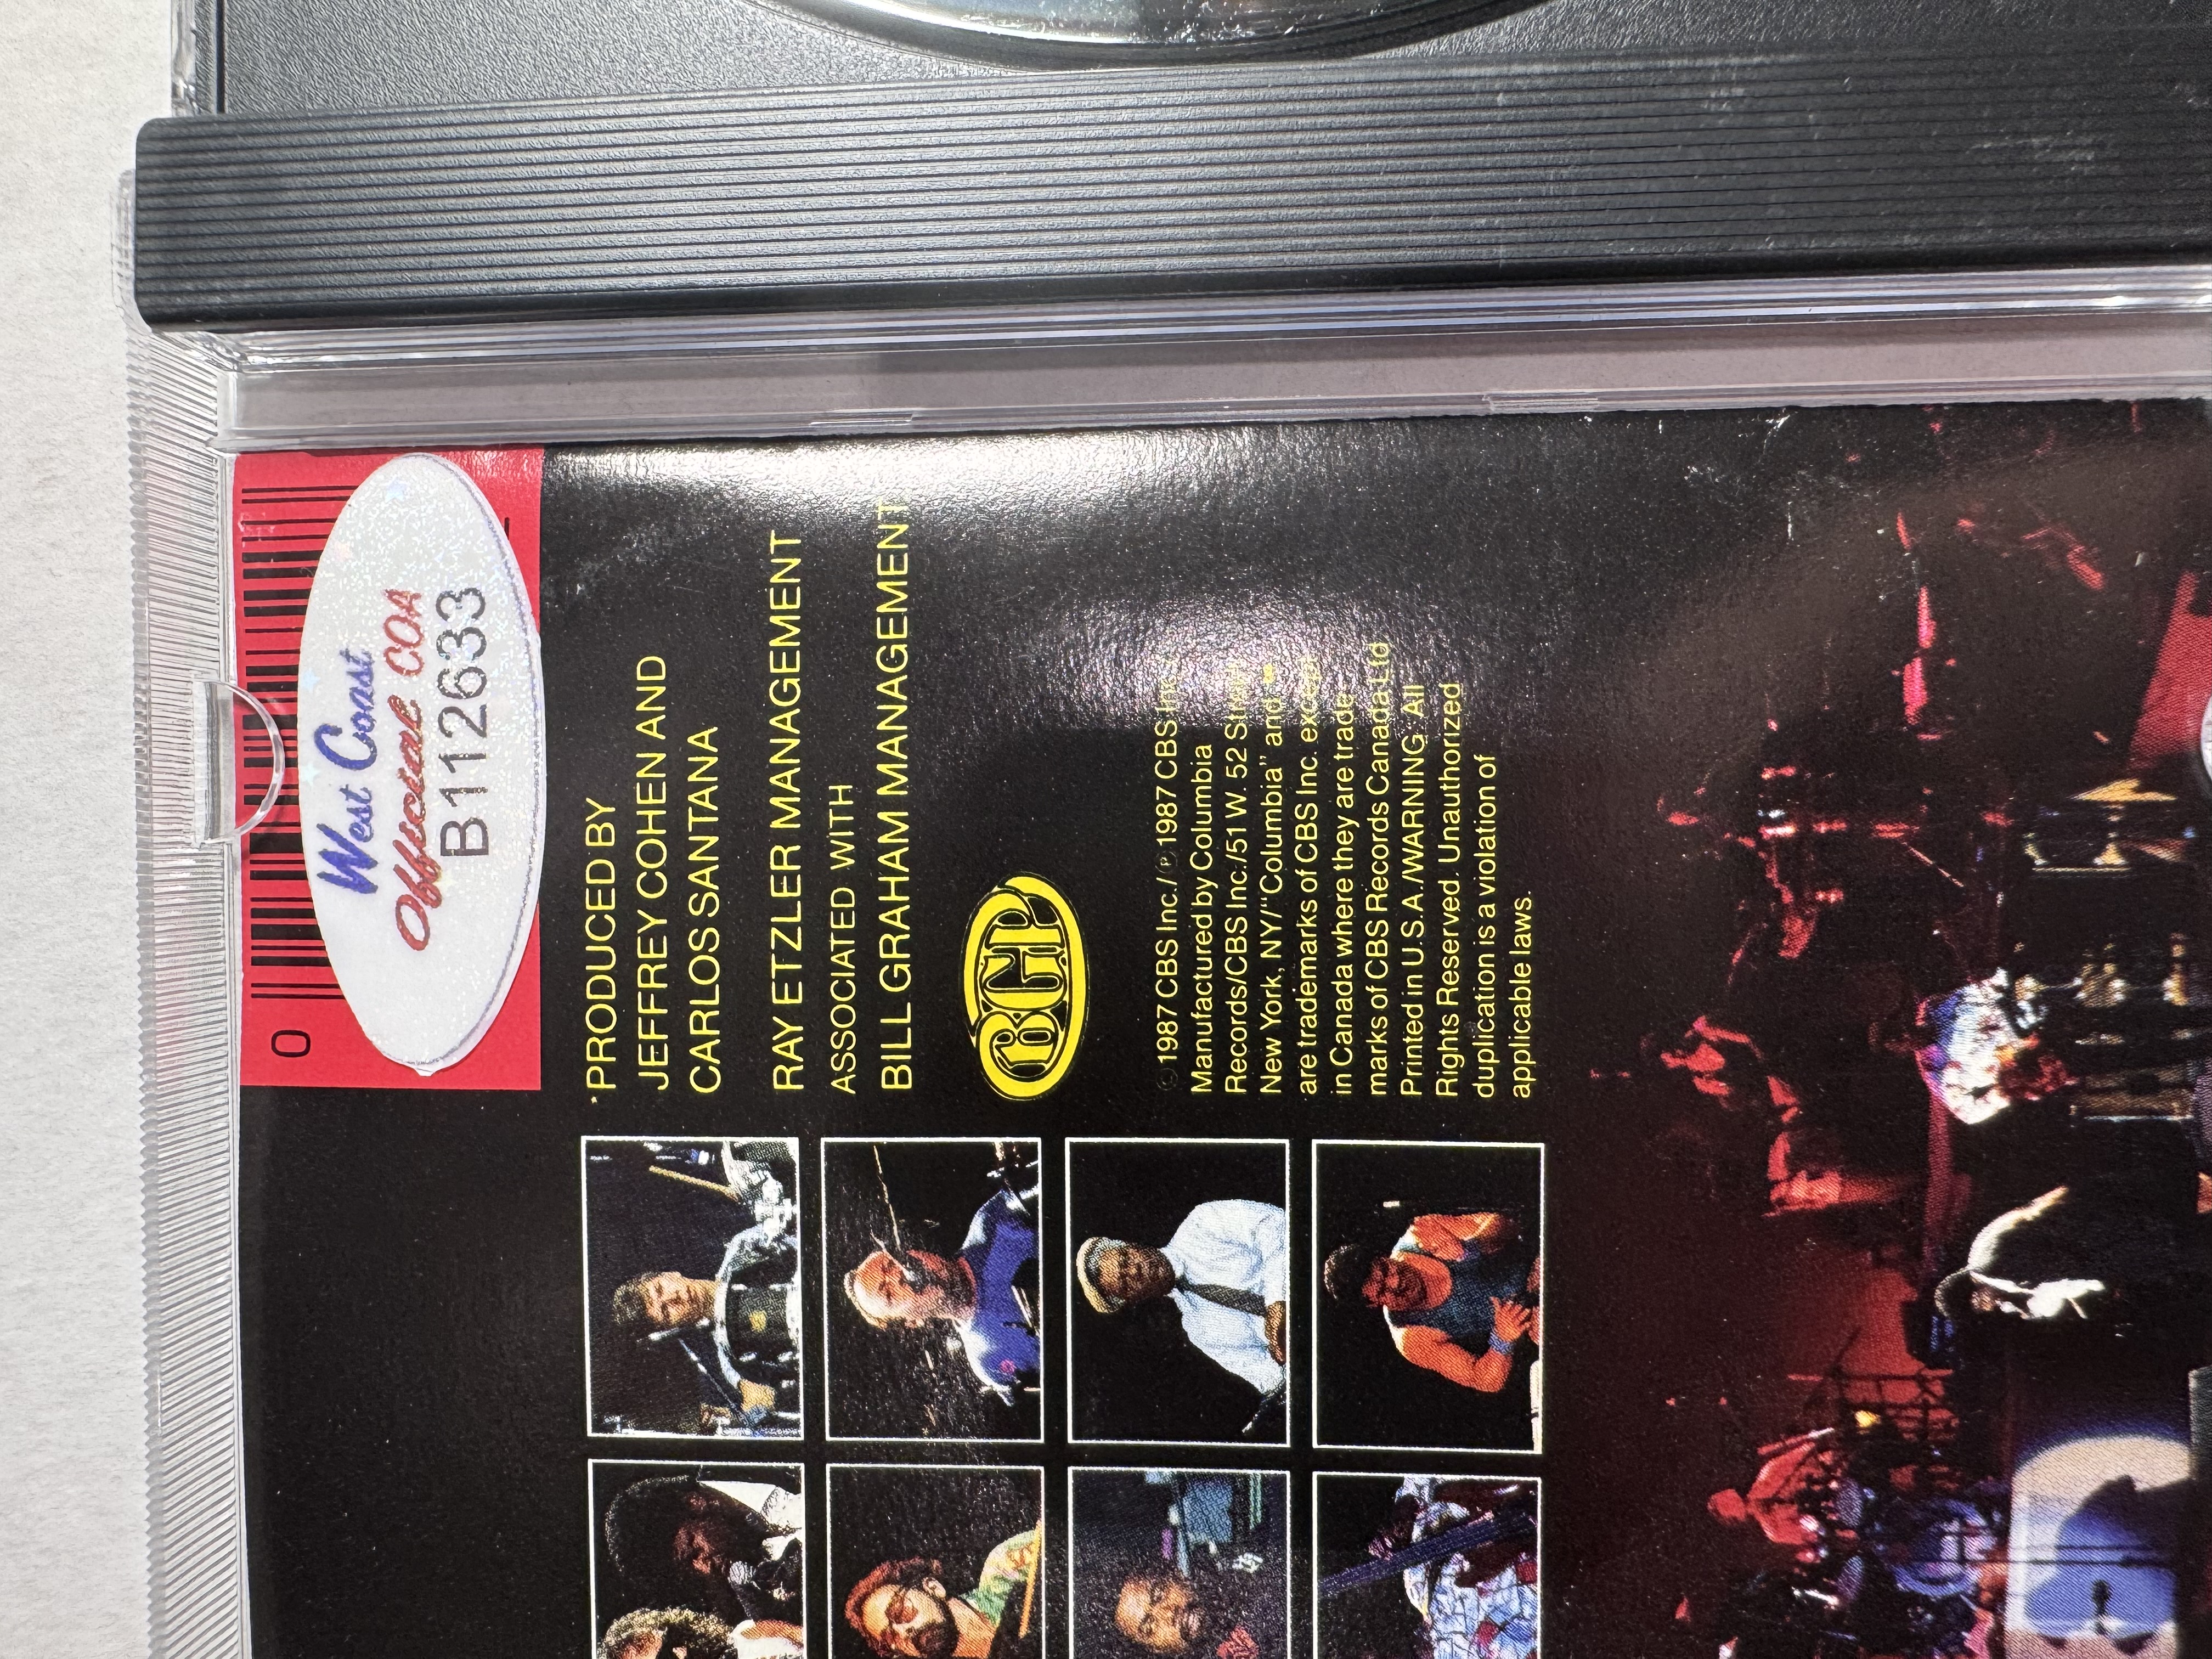 0
West Coast
Official COA
B112633
*PRODUCED BY
JEFFREY COHEN AND
CARLOS SANTANA
RAY ETZLER MANAGEMENT
ASSOCIATED WITH
BILL GRAHAM MANAGEMENT
BGP
© 1987 CBS Inc./℗ 1987 CBS Inc./
Manufactured by Columbia
Records/CBS Inc./51 W. 52 Street
New York, NY/"Columbia" and
are trademarks of CBS Inc. except
in Canada where they are trade
marks of CBS Records Canada Ltd
Printed in U.S.A./WARNING: All
Rights Reserved. Unauthorized
duplication is a violation of
applicable laws.